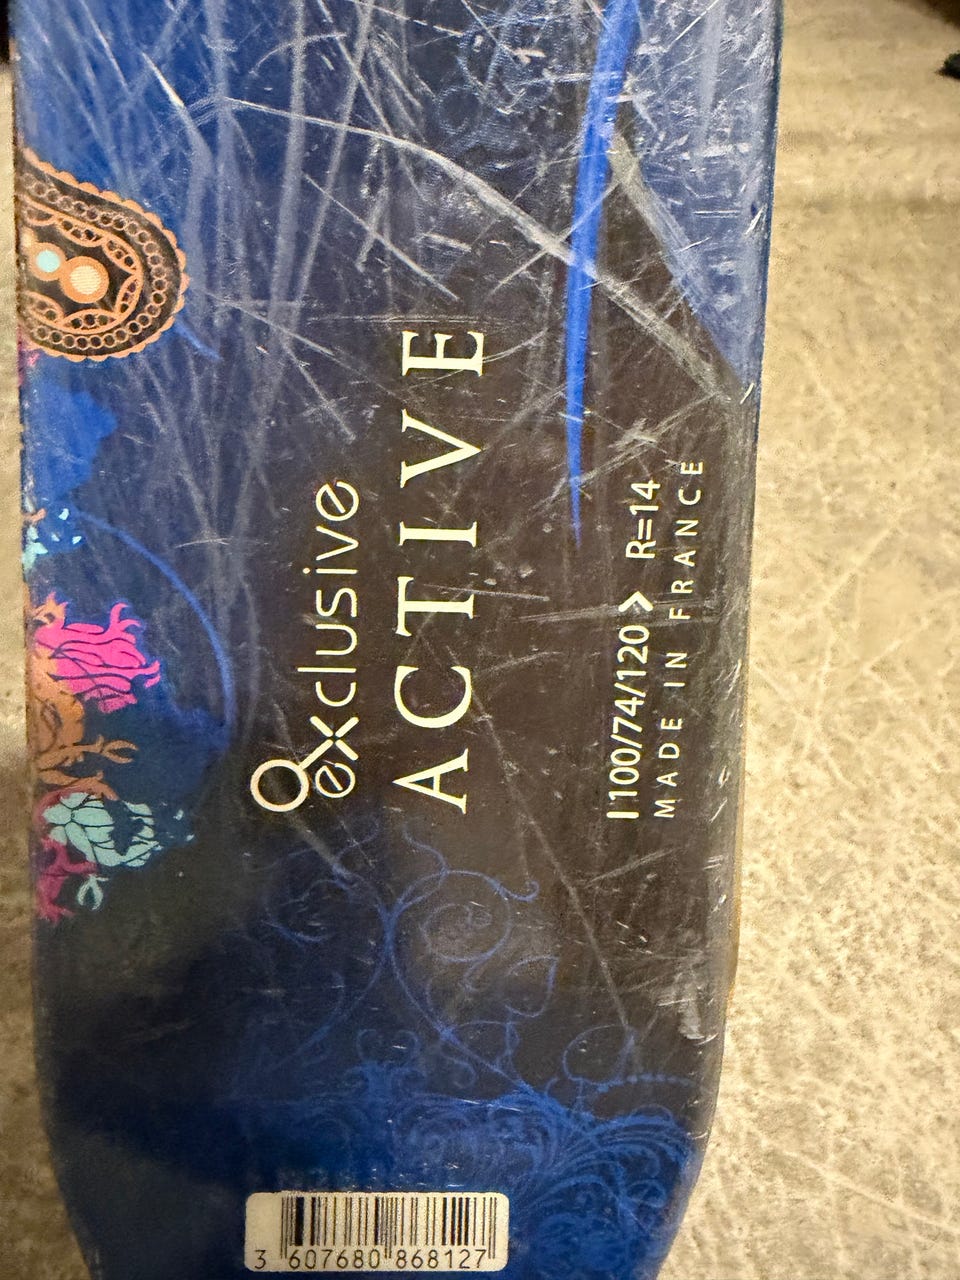 exclusive
ACTIVE
|100/74/120> R=14
MADE IN FRANCE
3 607680 868127